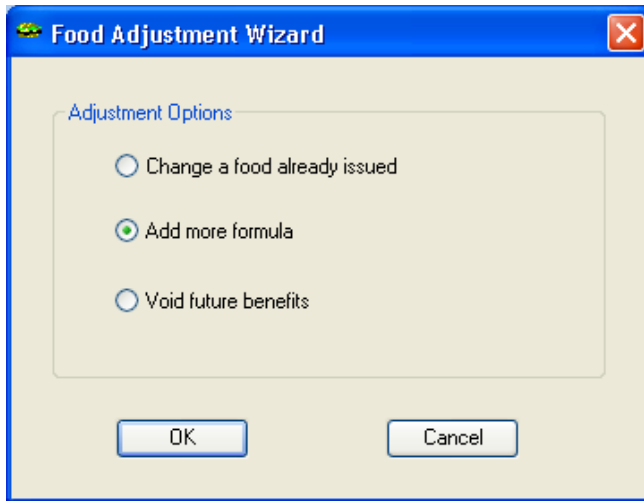 Food Adjustment Wizard
Adjustment Options
Change a food already issued
Add more formula
Void future benefits
OK
Cancel